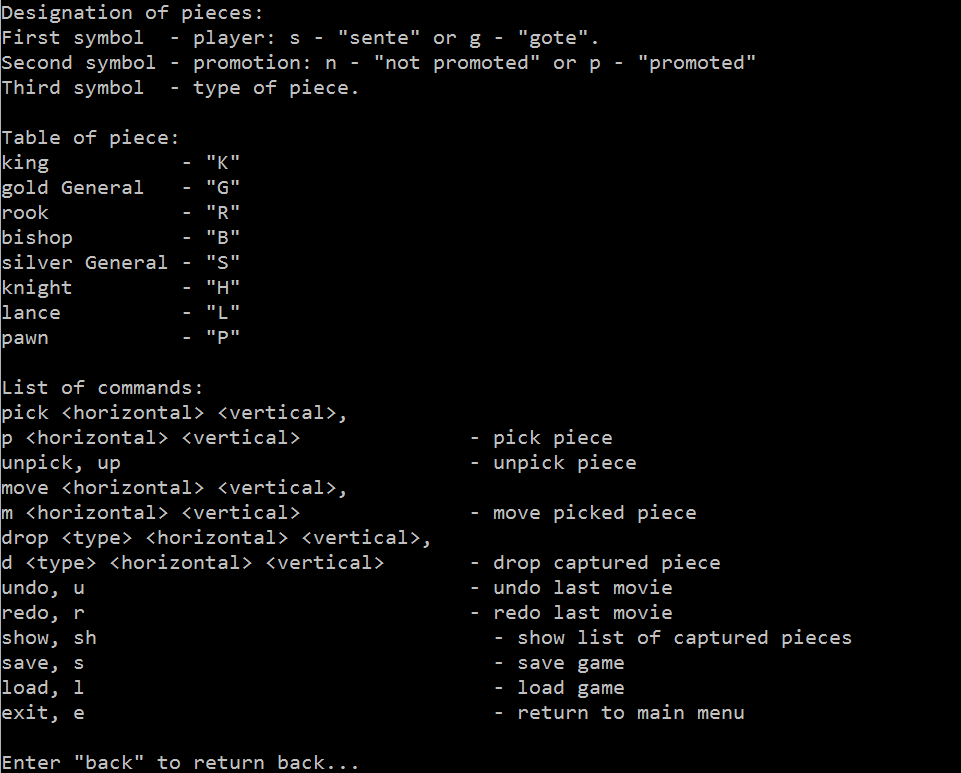 Designation of pieces:
First symbol  - player: s - "sente" or g - "gote".
Second symbol - promotion: n - "not promoted" or p - "promoted"
Third symbol  - type of piece.

Table of piece:
king           - "K"
gold General   - "G"
rook           - "R"
bishop         - "B"
silver General - "S"
knight         - "H"
lance          - "L"
pawn           - "P"

List of commands:
pick <horizontal> <vertical>,
p <horizontal> <vertical>              - pick piece
unpick, up                             - unpick piece
move <horizontal> <vertical>,
m <horizontal> <vertical>              - move picked piece
drop <type> <horizontal> <vertical>,
d <type> <horizontal> <vertical>       - drop captured piece
undo, u                                - undo last movie
redo, r                                - redo last movie
show, sh                                 - show list of captured pieces
save, s                                  - save game
load, l                                  - load game
exit, e                                  - return to main menu

Enter "back" to return back...